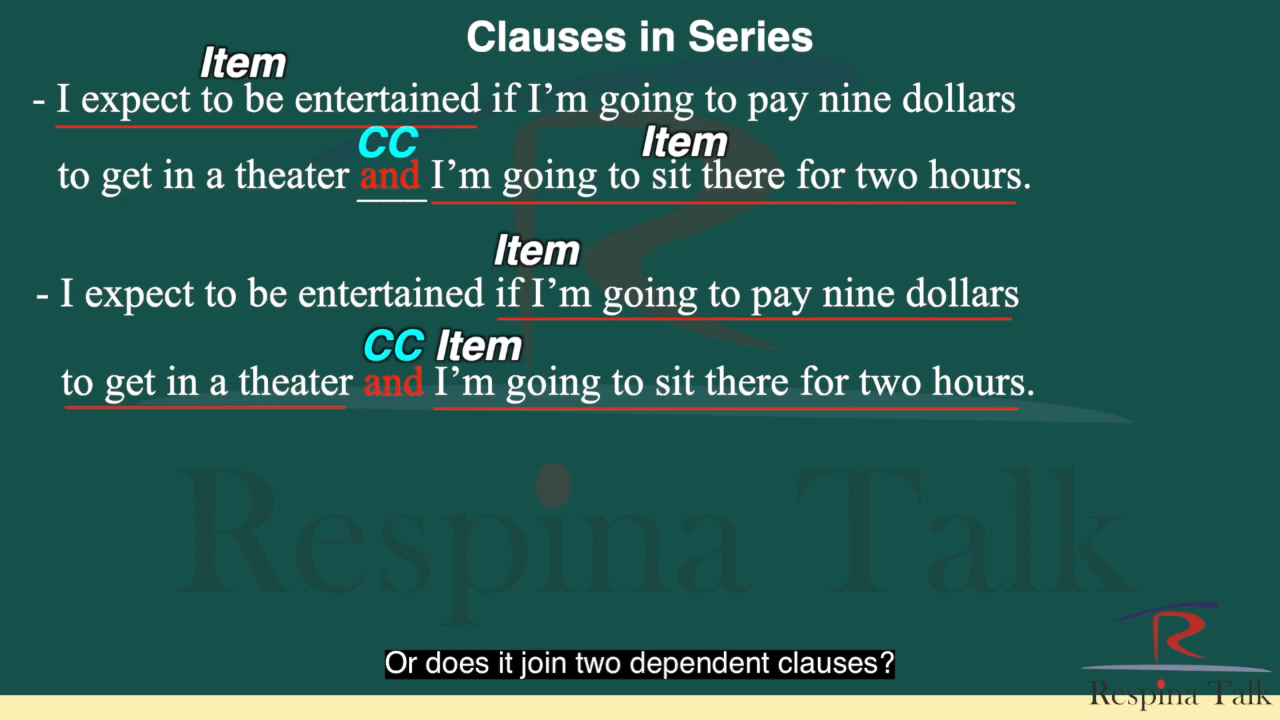 Clauses in Series
Item
- I expect to be entertained if I'm going to pay nine dollars
CC Item
to get in a theater and I'm going to sit there for two hours.
Item
- I expect to be entertained if I'm going to pay nine dollars
CC Item
to get in a theater and I'm going to sit there for two hours.
Respina Talk
Or does it join two dependent clauses?
R
Respina Talk